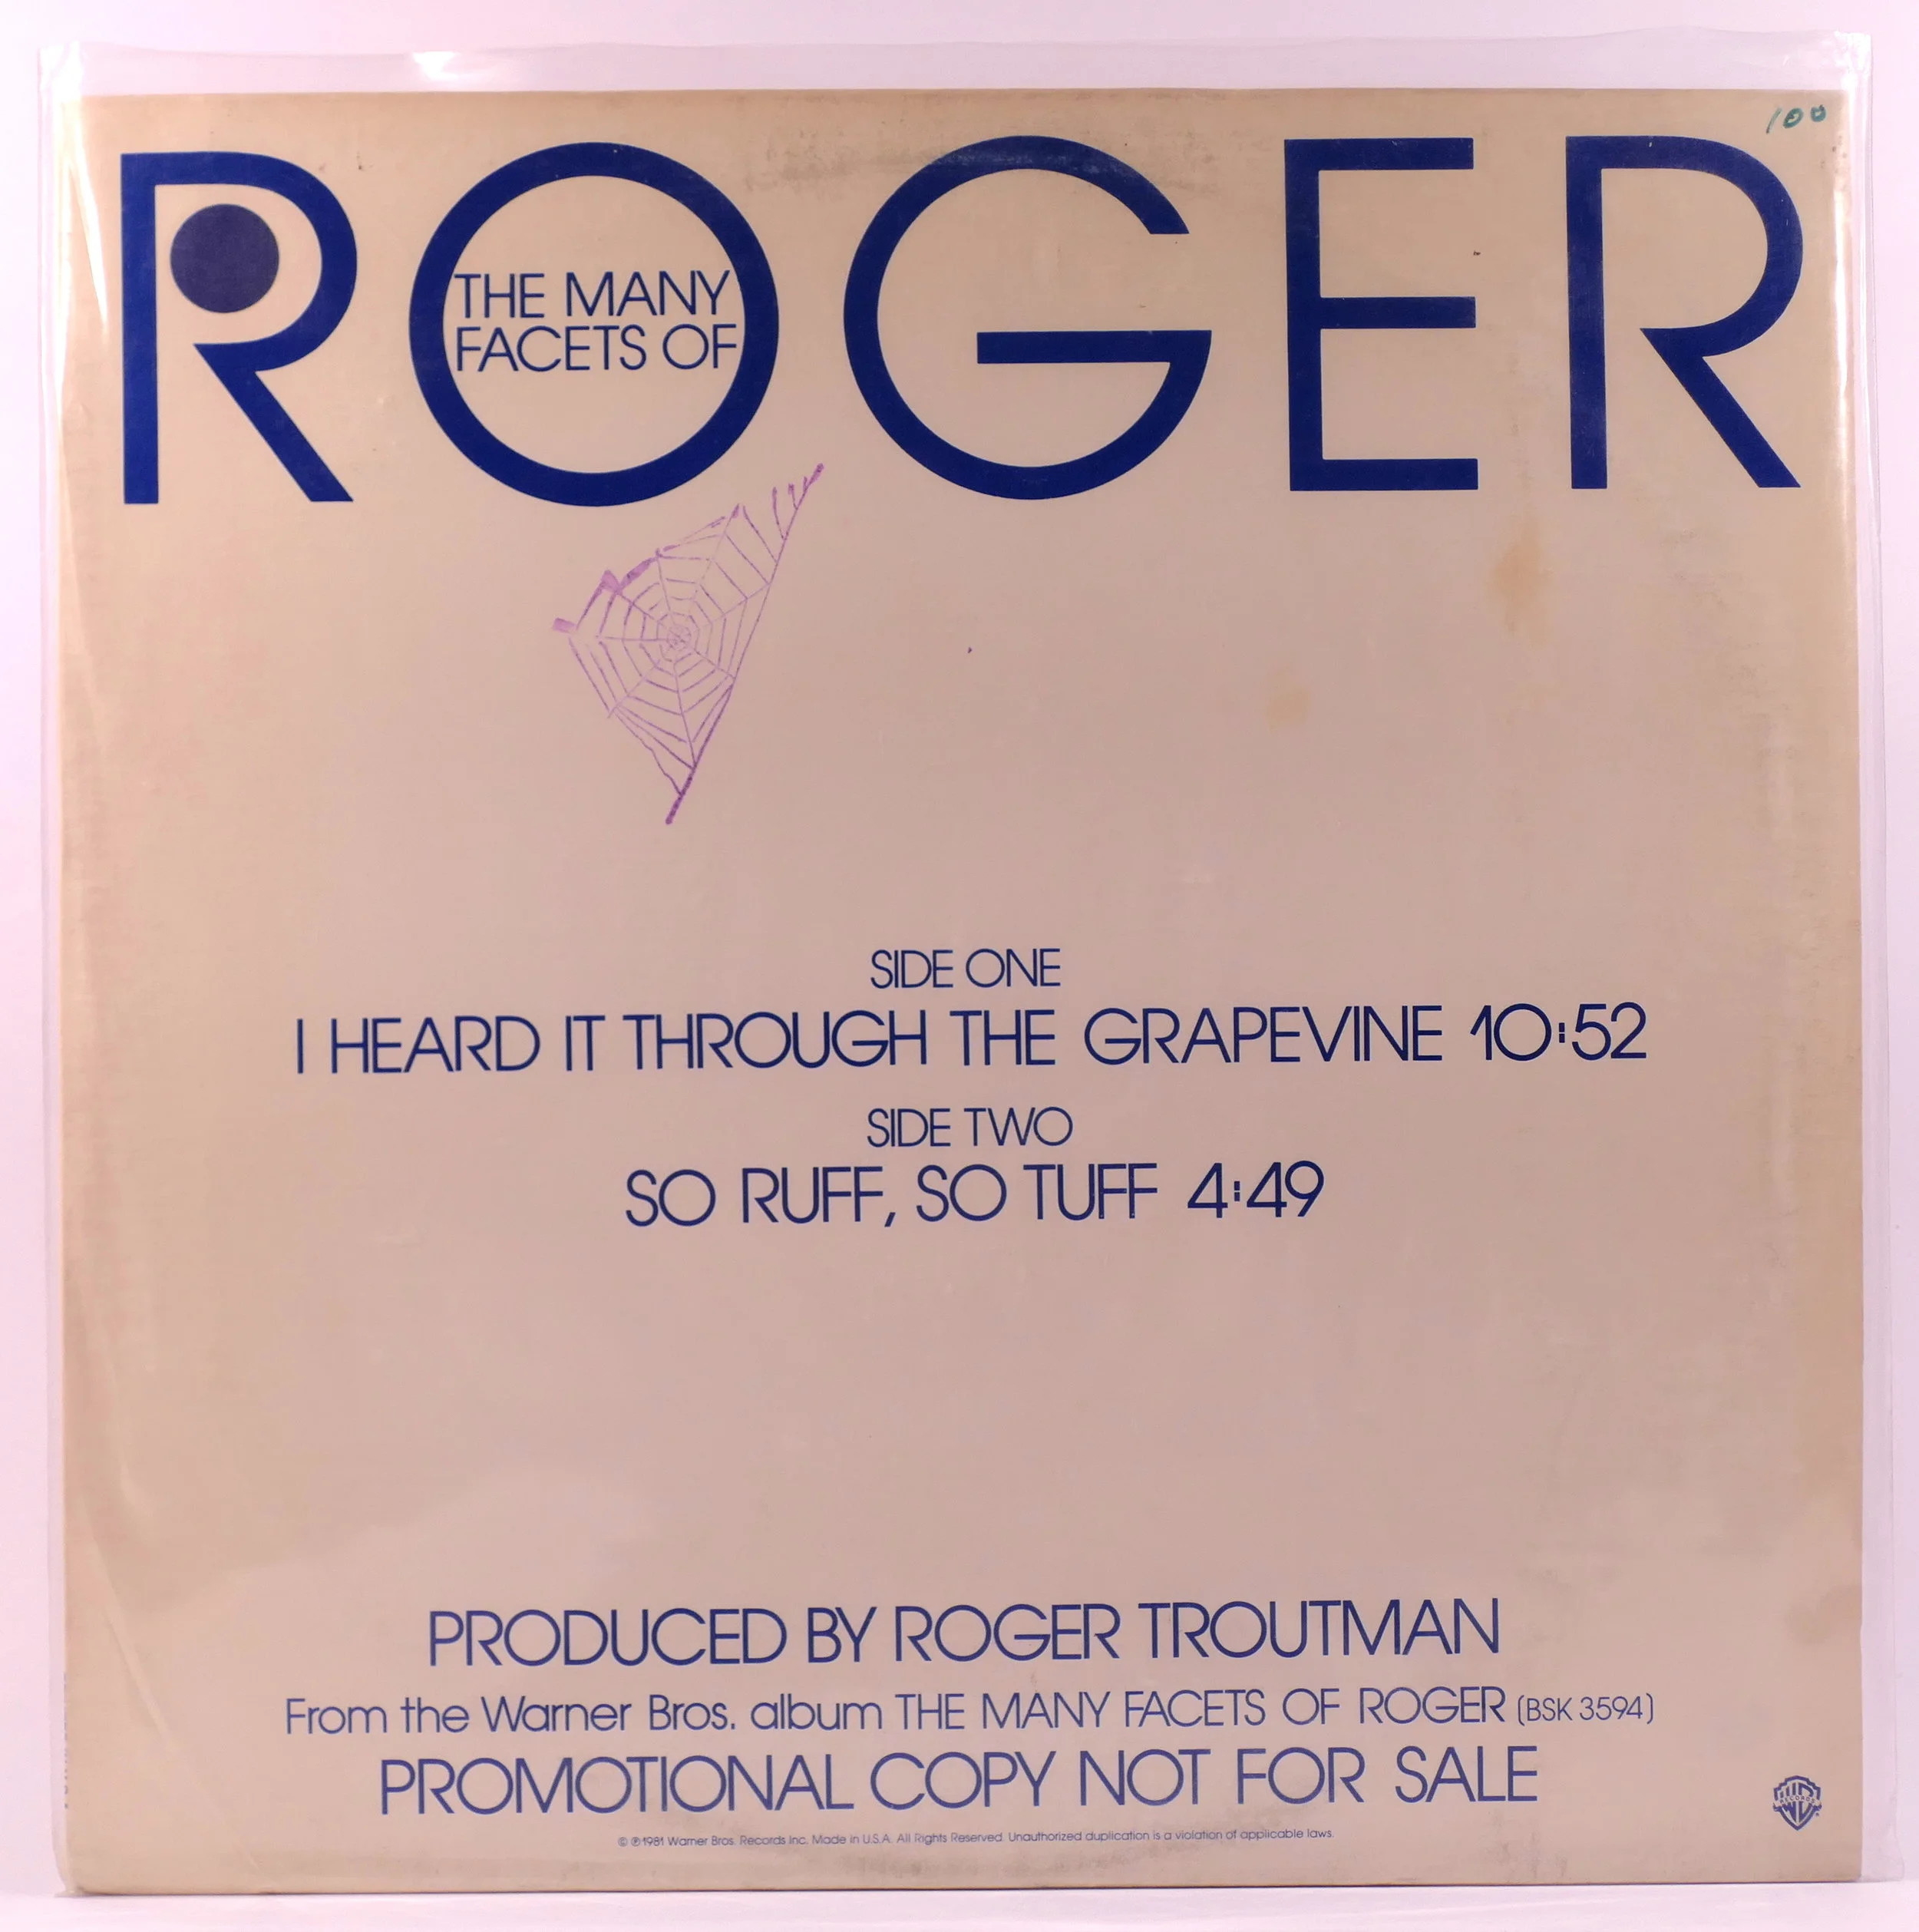 100
ROGER
THE MANY
FACETS OF
SIDE ONE
I HEARD IT THROUGH THE GRAPEVINE 10:52
SIDE TWO
SO RUFF, SO TUFF 4:49
PRODUCED BY ROGER TROUTMAN
From the Warner Bros. album THE MANY FACETS OF ROGER (BSK 3594)
PROMOTIONAL COPY NOT FOR SALE
© ℗ 1981 Warner Bros. Records Inc. Made in U.S.A. All Rights Reserved. Unauthorized duplication is a violation of applicable laws.
WB
RECORDS